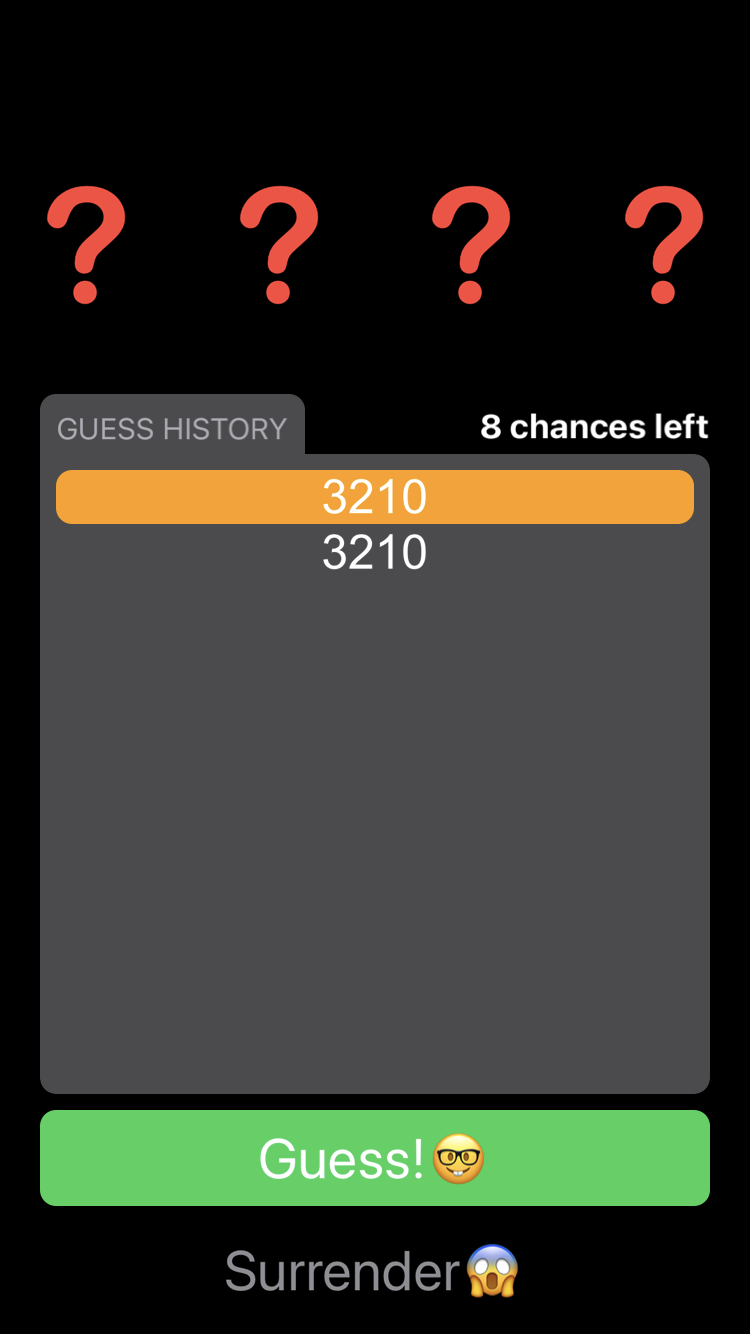 ❓ ❓ ❓ ❓
GUESS HISTORY
8 chances left
3210
3210
Guess!🤓
Surrender😱